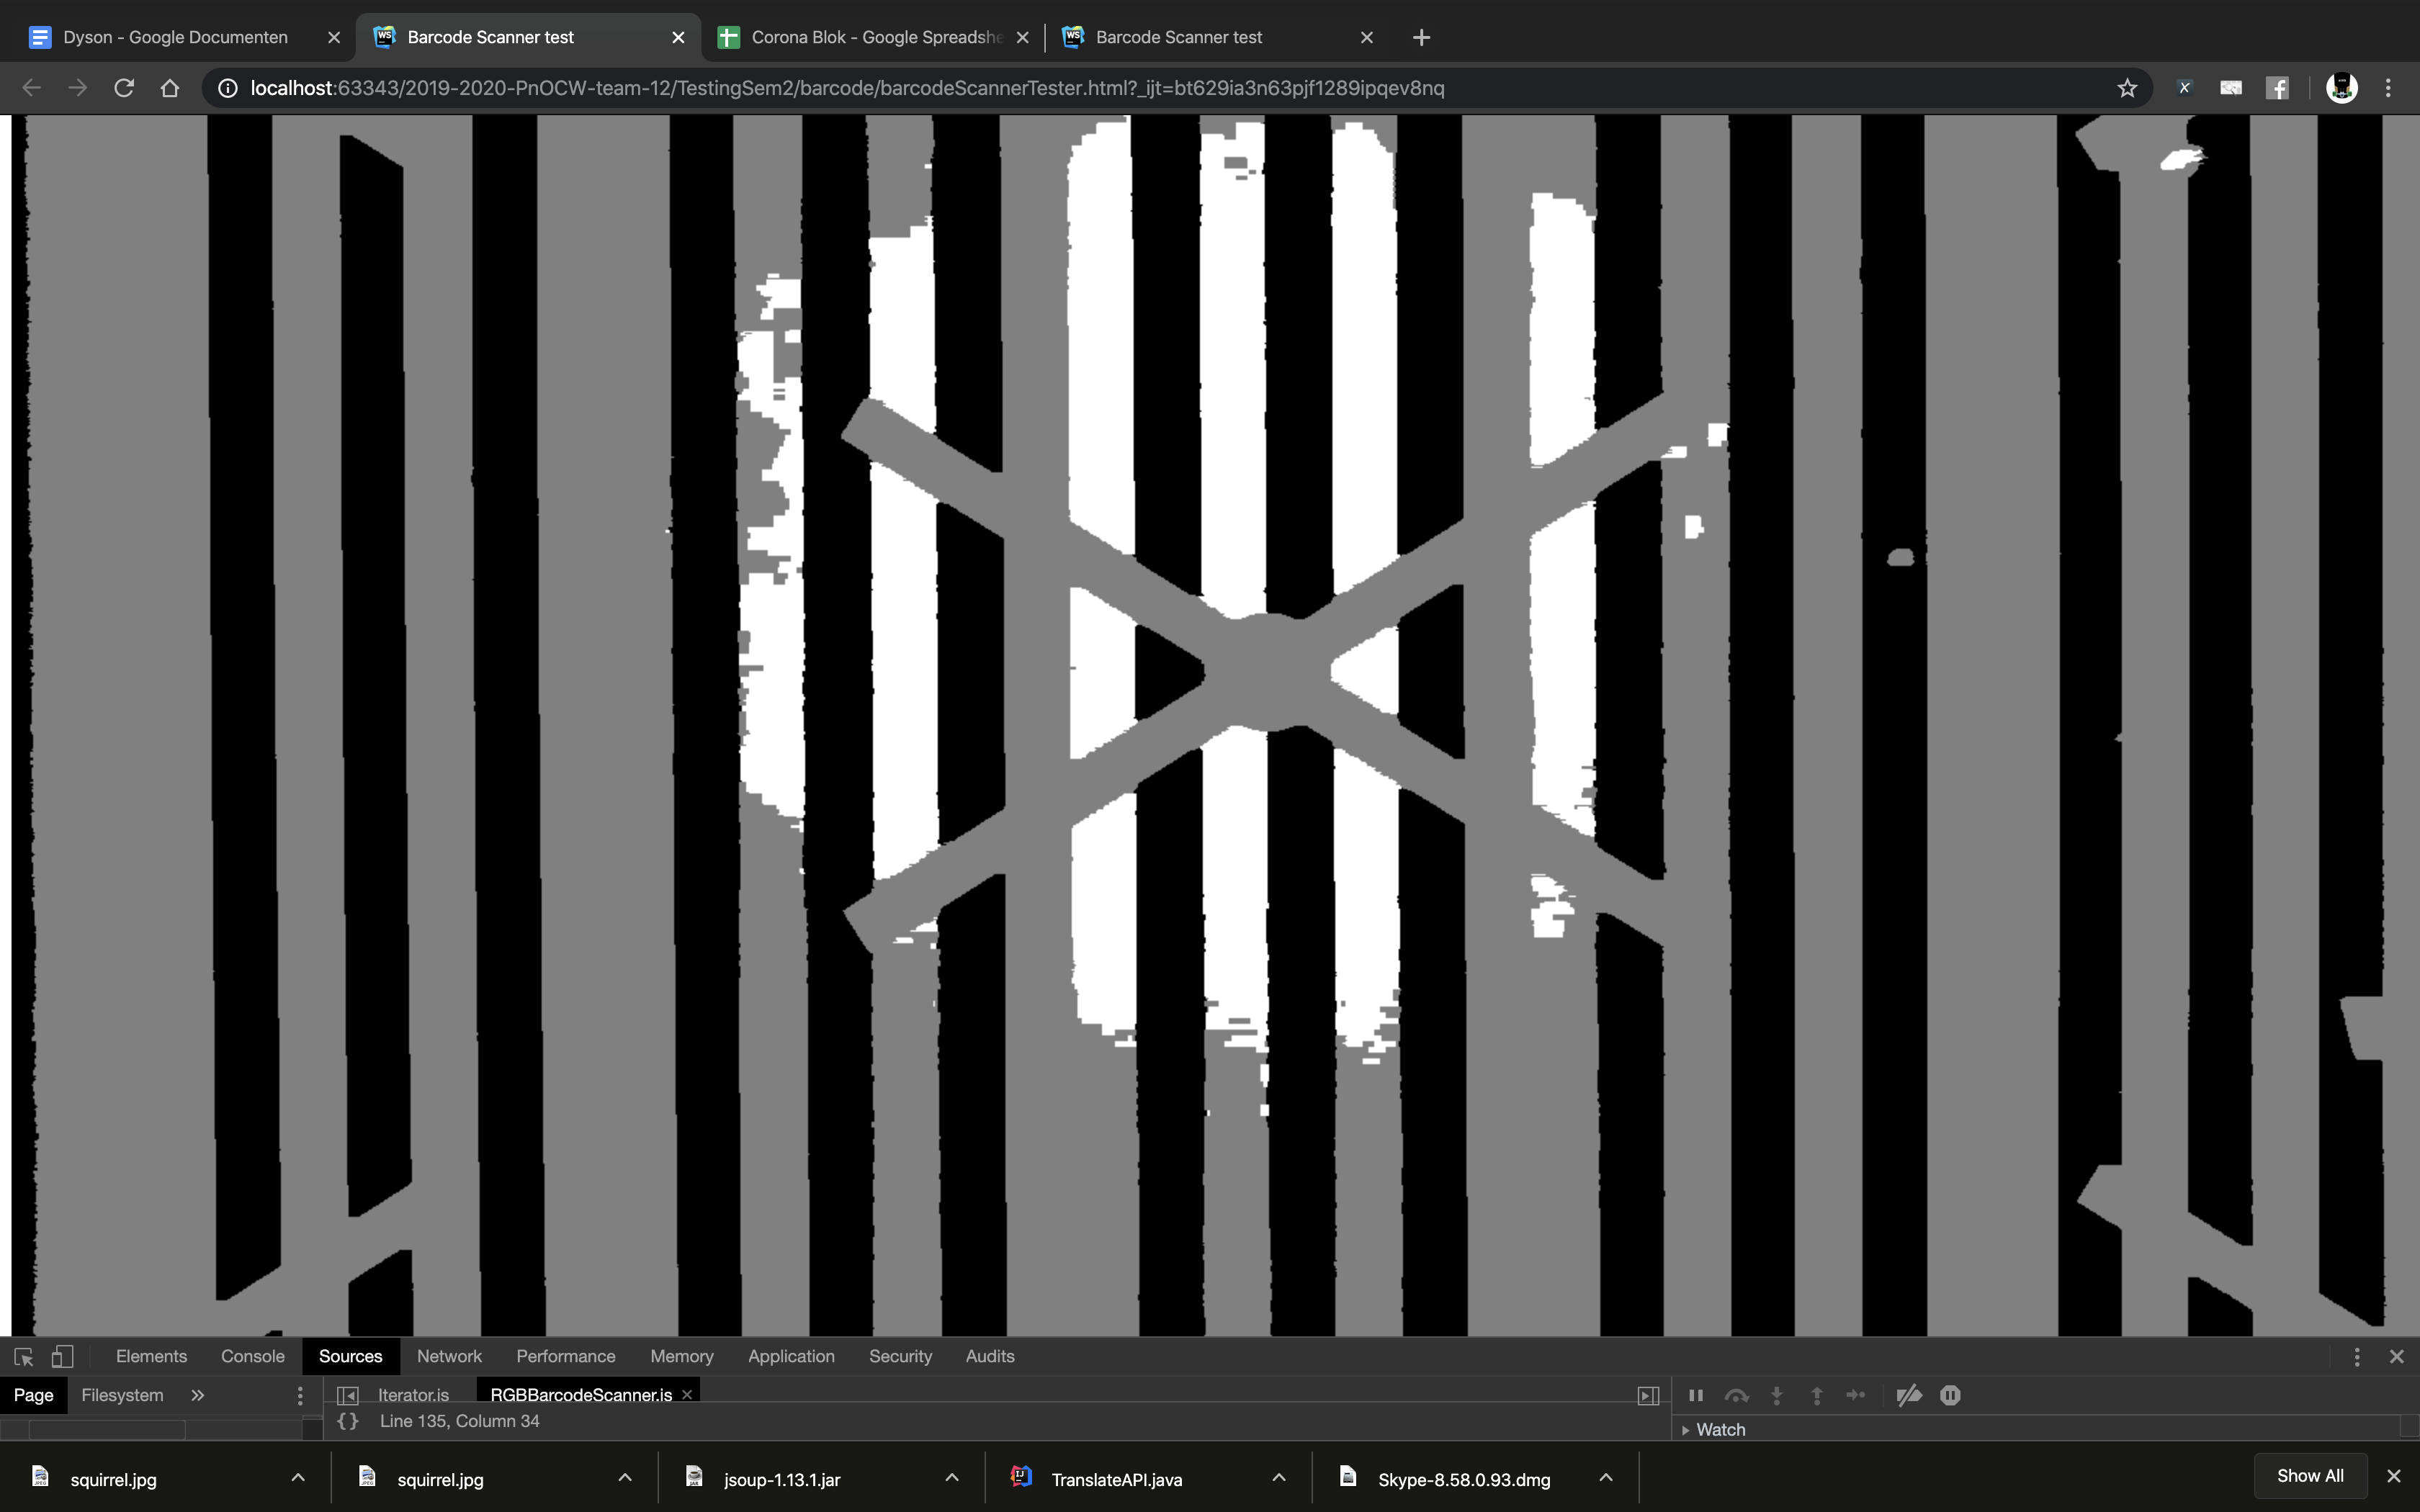 Dyson - Google Documenten
Barcode Scanner test
Corona Blok - Google Spreadshe
Barcode Scanner test
localhost:63343/2019-2020-PnOCW-team-12/TestingSem2/barcode/barcodeScannerTester.html?_ijt=bt629ia3n63pjf1289ipqev8nq
Elements Console Sources Network Performance Memory Application Security Audits
Page Filesystem » Iterator.js RGBBarcodeScanner.js
{} Line 135, Column 34
Watch
squirrel.jpg squirrel.jpg jsoup-1.13.1.jar TranslateAPI.java Skype-8.58.0.93.dmg Show All